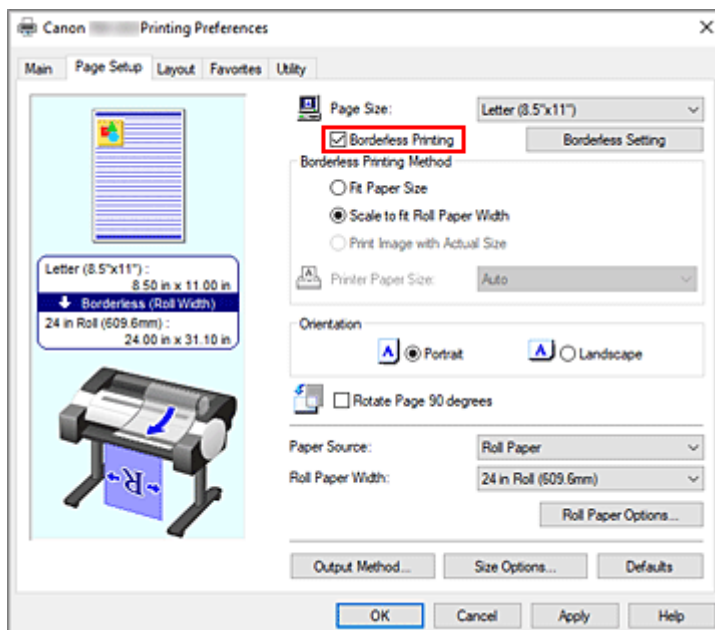 Canon Printing Preferences
Main Page Setup Layout Favorites Utility
Page Size: Letter (8.5"x11")
Borderless Printing Borderless Setting
Borderless Printing Method
Fit Paper Size
Scale to fit Roll Paper Width
Print Image with Actual Size
Printer Paper Size: Auto
Letter (8.5"x11") :
8.50 in x 11.00 in
Borderless (Roll Width)
24 in Roll (609.6mm) :
24.00 in x 31.10 in
Orientation
A Portrait A Landscape
Rotate Page 90 degrees
R
Paper Source: Roll Paper
Roll Paper Width: 24 in Roll (609.6mm)
Roll Paper Options...
Output Method... Size Options... Defaults
OK Cancel Apply Help